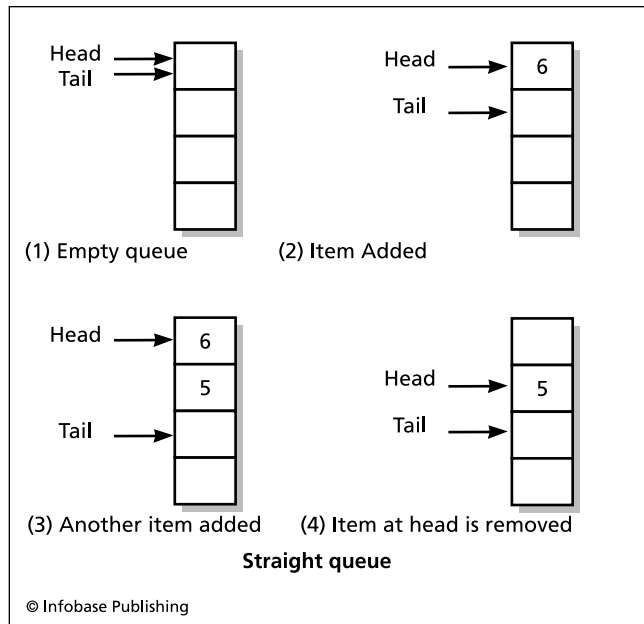 Head
Tail
(1) Empty queue
Head
6
Tail
(2) Item Added
Head
6
5
Tail
(3) Another item added
Head
5
Tail
(4) Item at head is removed
Straight queue
© Infobase Publishing